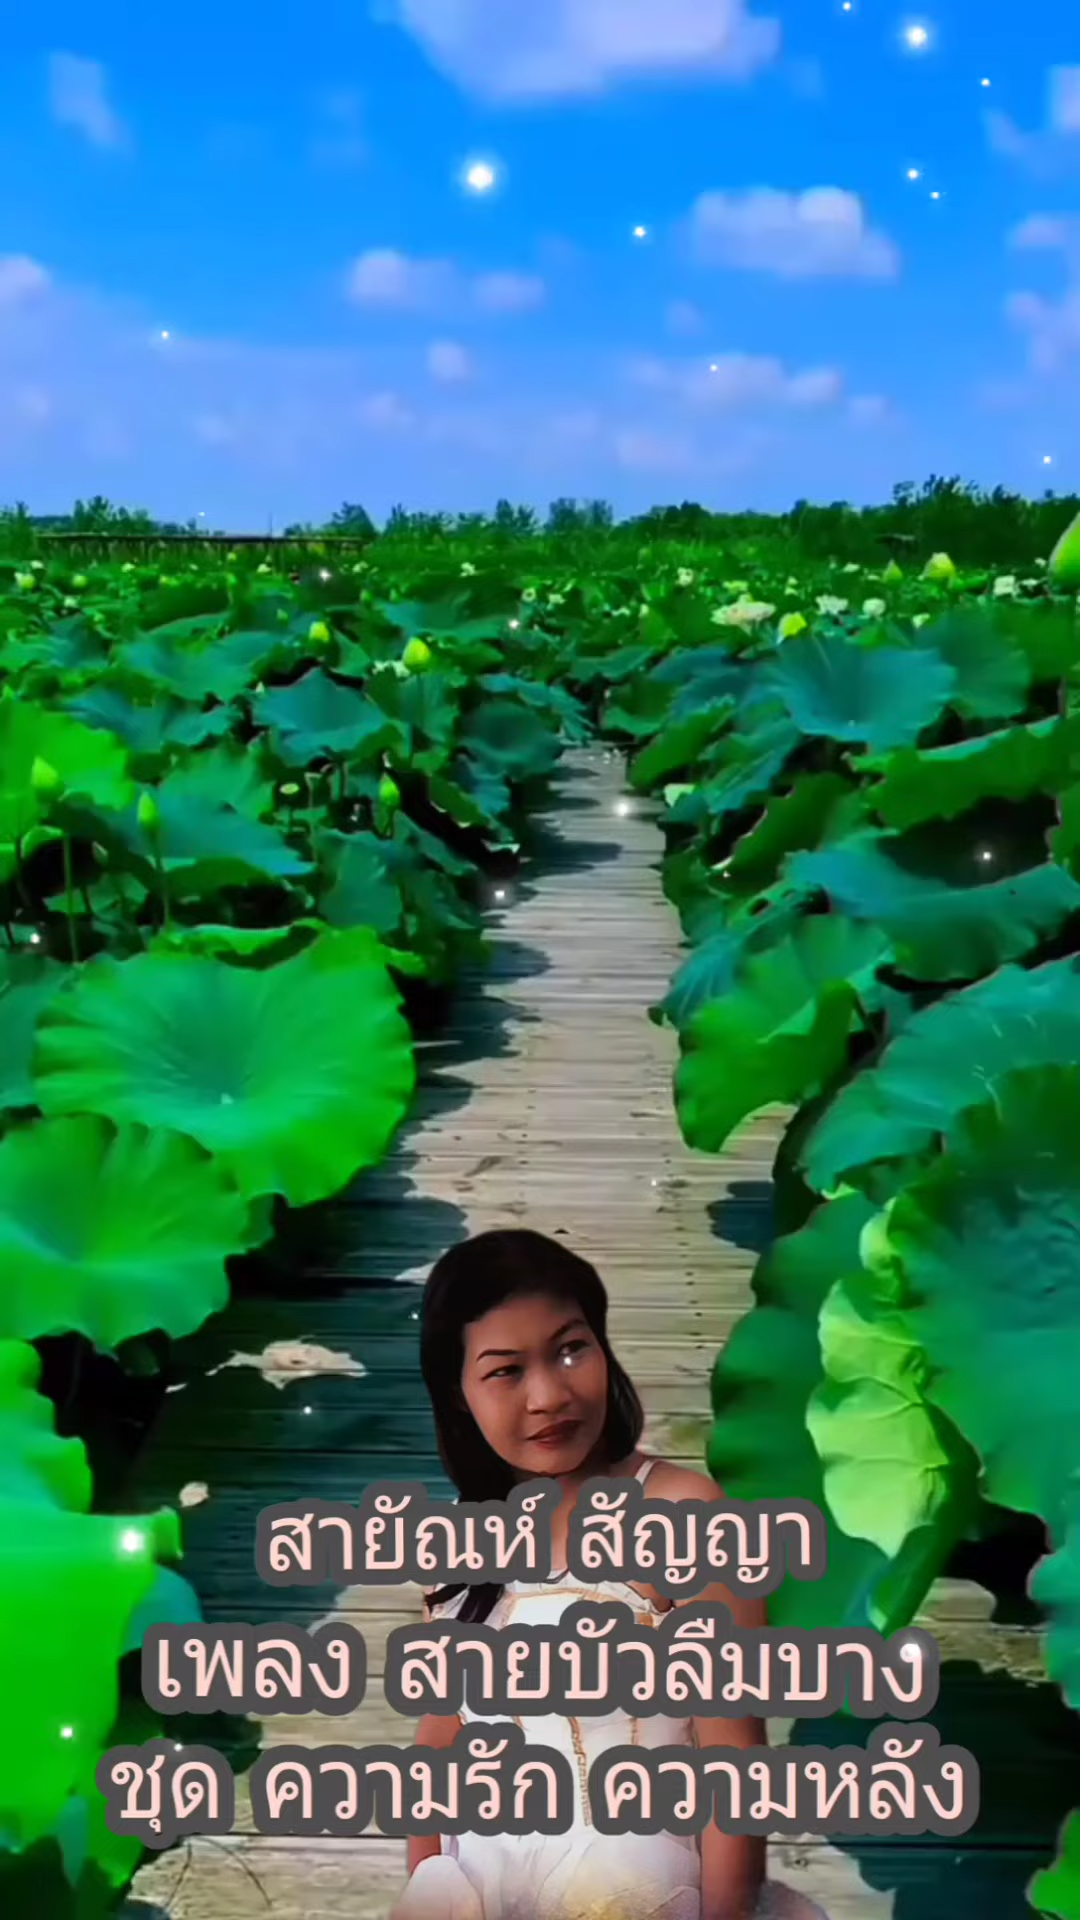 สายัณห์ สัญญา
เพลง สายบัวลืมบาง
ชุด ความรัก ความหลัง